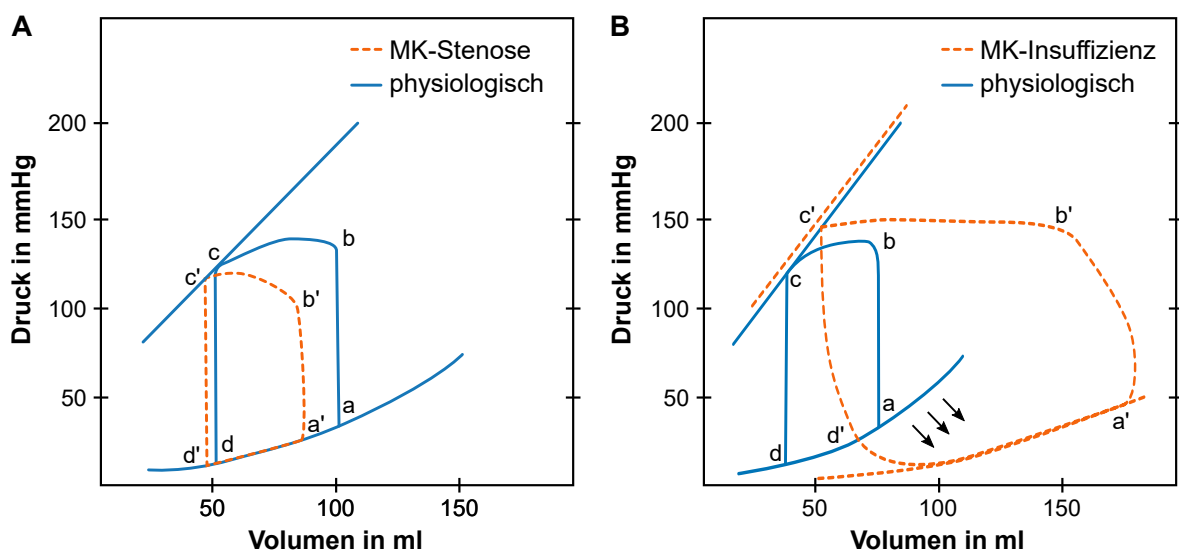 A
MK-Stenose
physiologisch
Druck in mmHg
200
150
100
50
c
b
c'
b'
a
a'
d'
d
50
100
150
Volumen in ml
B
MK-Insuffizienz
physiologisch
Druck in mmHg
200
150
100
50
c'
b'
b
c
a
a'
d'
d
50
100
150
Volumen in ml